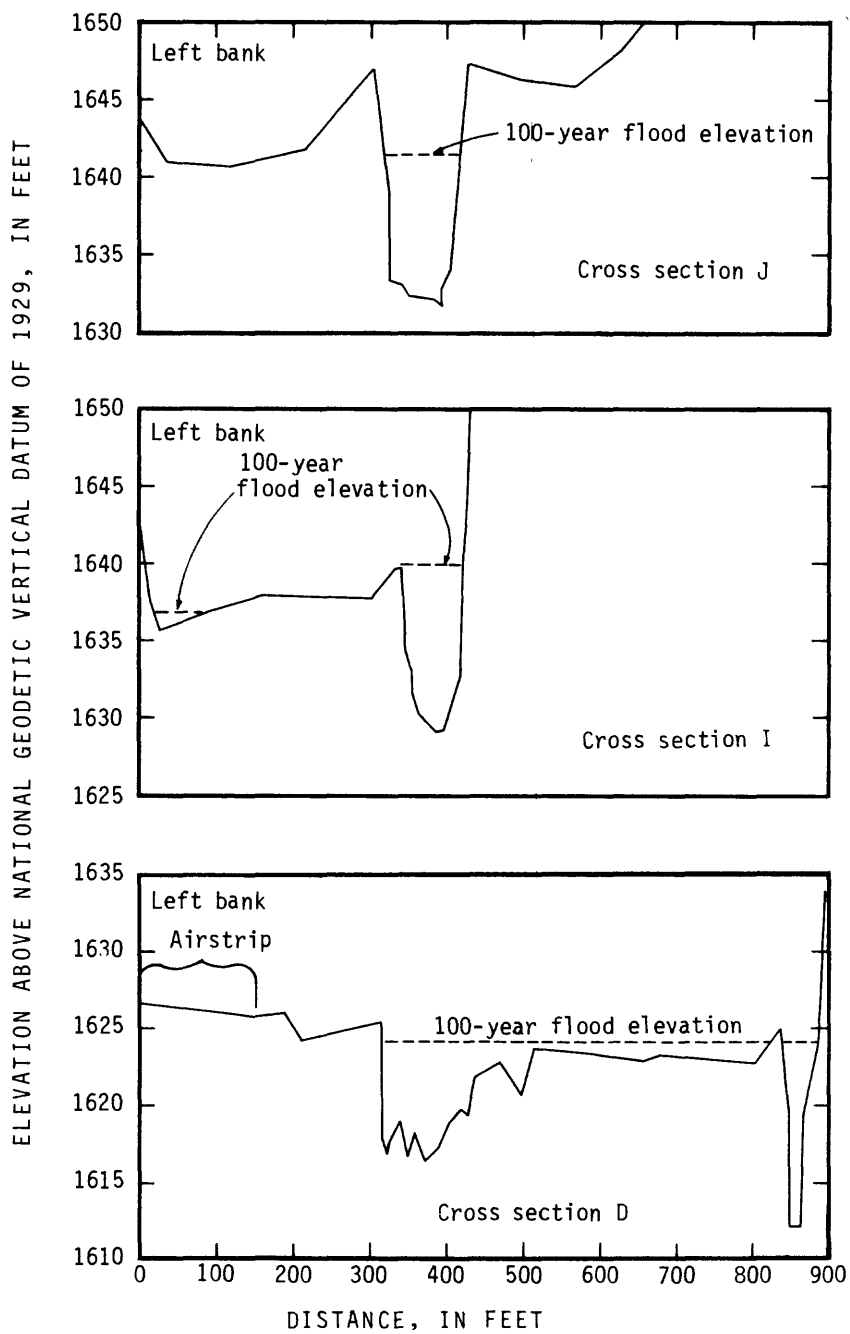 ELEVATION ABOVE NATIONAL GEODETIC VERTICAL DATUM OF 1929, IN FEET
1650
1645
1640
1635
1630
Left bank
100-year flood elevation
Cross section J
1650
1645
1640
1635
1630
1625
Left bank
100-year
flood elevation
Cross section I
1635
1630
1625
1620
1615
1610
Left bank
Airstrip
100-year flood elevation
Cross section D
0 100 200 300 400 500 600 700 800 900
DISTANCE, IN FEET